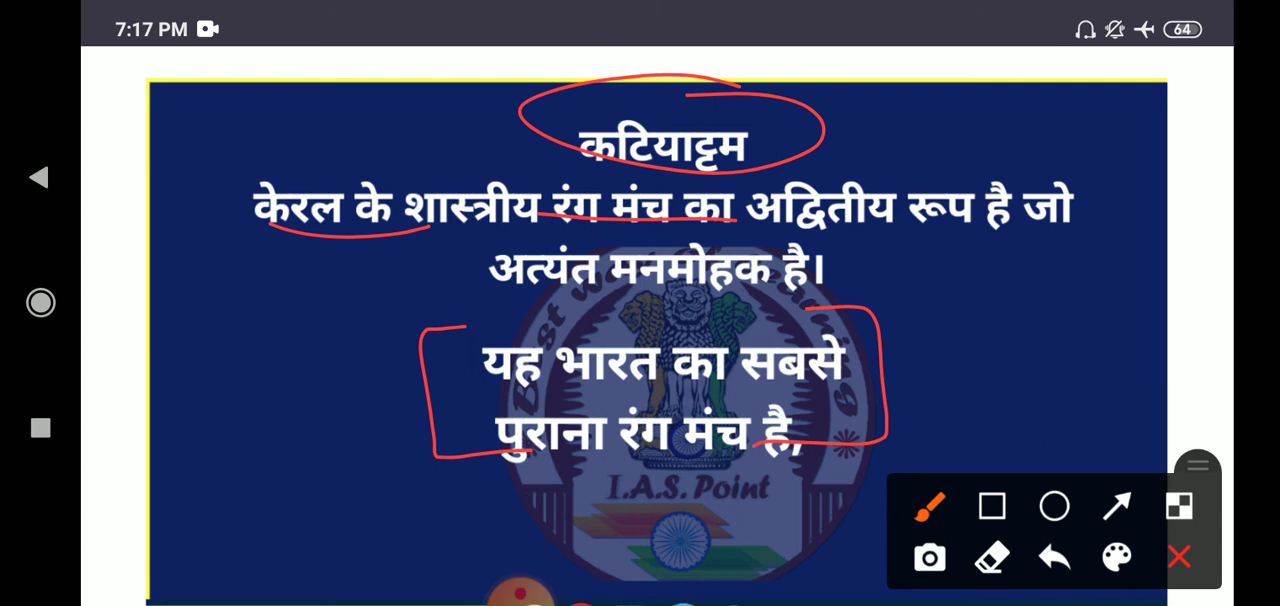 7:17 PM
64
कटियाट्टम
केरल के शास्त्रीय रंग मंच का अद्वितीय रूप है जो
अत्यंत मनमोहक है।
यह भारत का सबसे
पुराना रंग मंच है,
I.A.S. Point